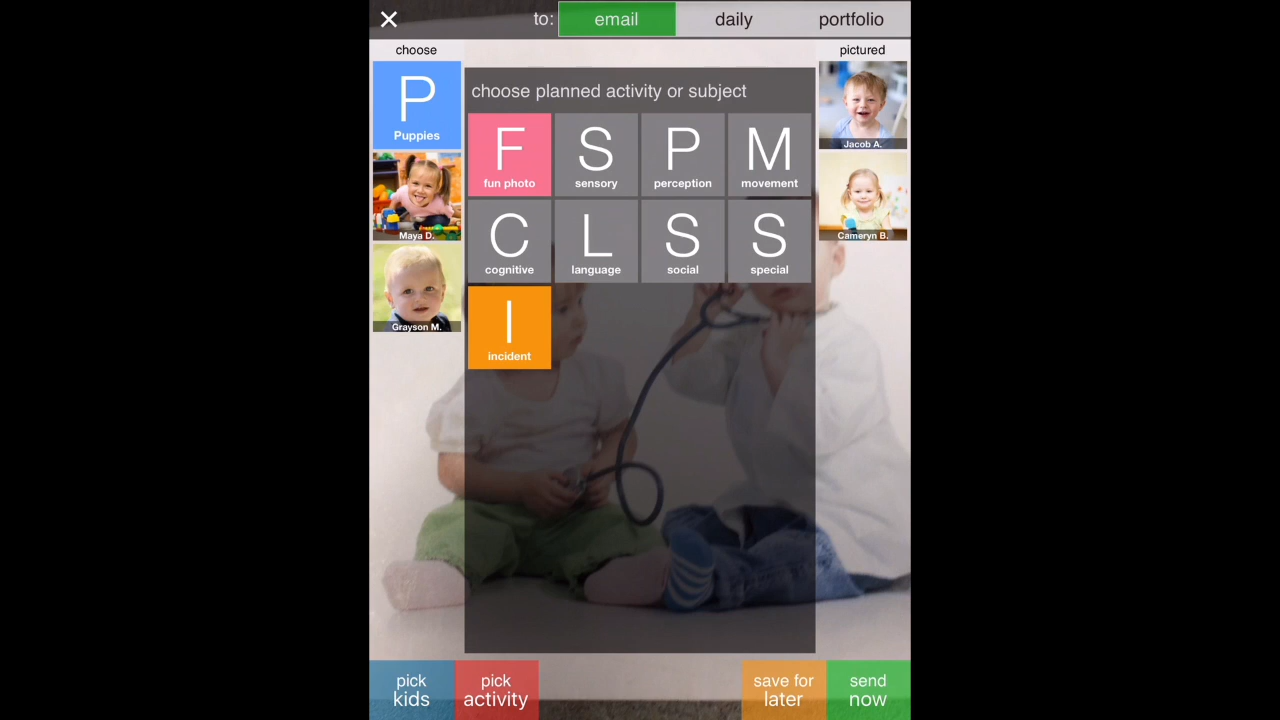 ✕ to: email daily portfolio
choose
pictured
P
Puppies
Maya D.
Grayson M.
choose planned activity or subject
F S P M
fun photo sensory perception movement
C L S S
cognitive language social special
I
incident
Jacob A.
Cameryn B.
pick kids
pick activity
save for later
send now